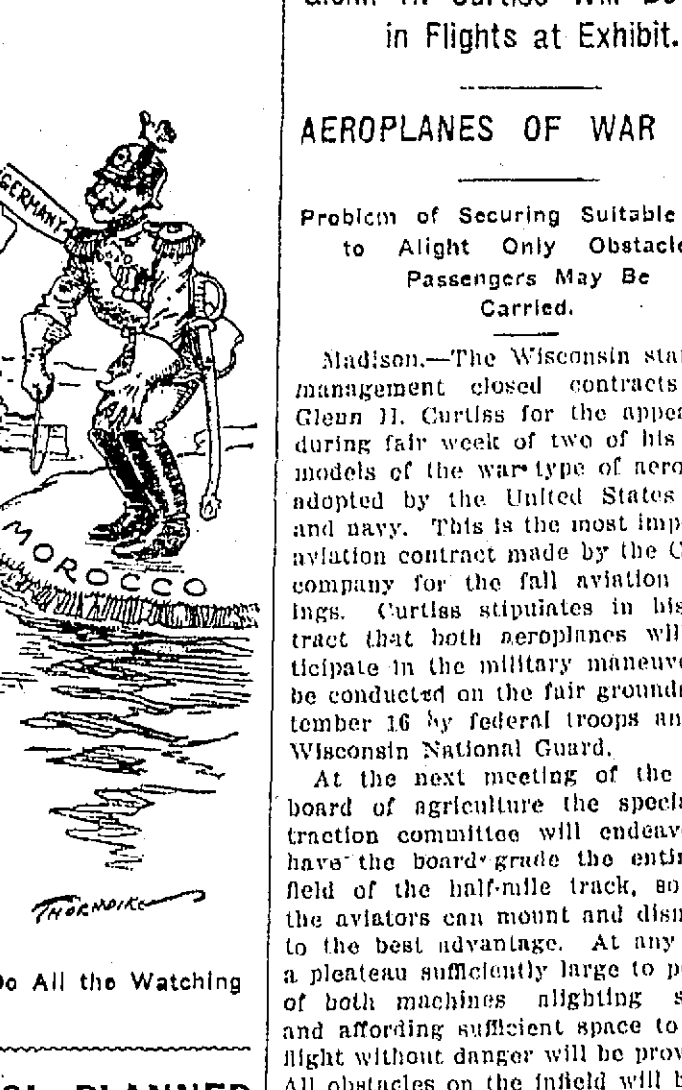 GERMANY
MOROCCO
THORNDIKE
Do All the Watching
PLANNED
in Flights at Exhibit.
AEROPLANES OF WAR
Problem of Securing Suitable
to Alight Only Obstacle
Passengers May Be
Carried.
Madison.—The Wisconsin sta
management closed contracts
Glenn H. Curtiss for the appea
during fair week of two of his
models of the war type of aero
adopted by the United States
and navy. This is the most imp
aviation contract made by the C
company for the fall aviation
ings. Curtiss stipulates in his
tract that both aeroplanes wil
ticipate in the military maneuve
be conducted on the fair ground
tember 16 by federal troops an
Wisconsin National Guard.
At the next meeting of the
board of agriculture the specia
traction committee will endeav
have the board grade the entir
field of the half-mile track, so
the aviators can mount and dism
to the best advantage. At any
a pleateau sufficiently large to p
of both machines alighting s
and affording sufficient space to
flight without danger will be prov
All obstacles on the infield will b